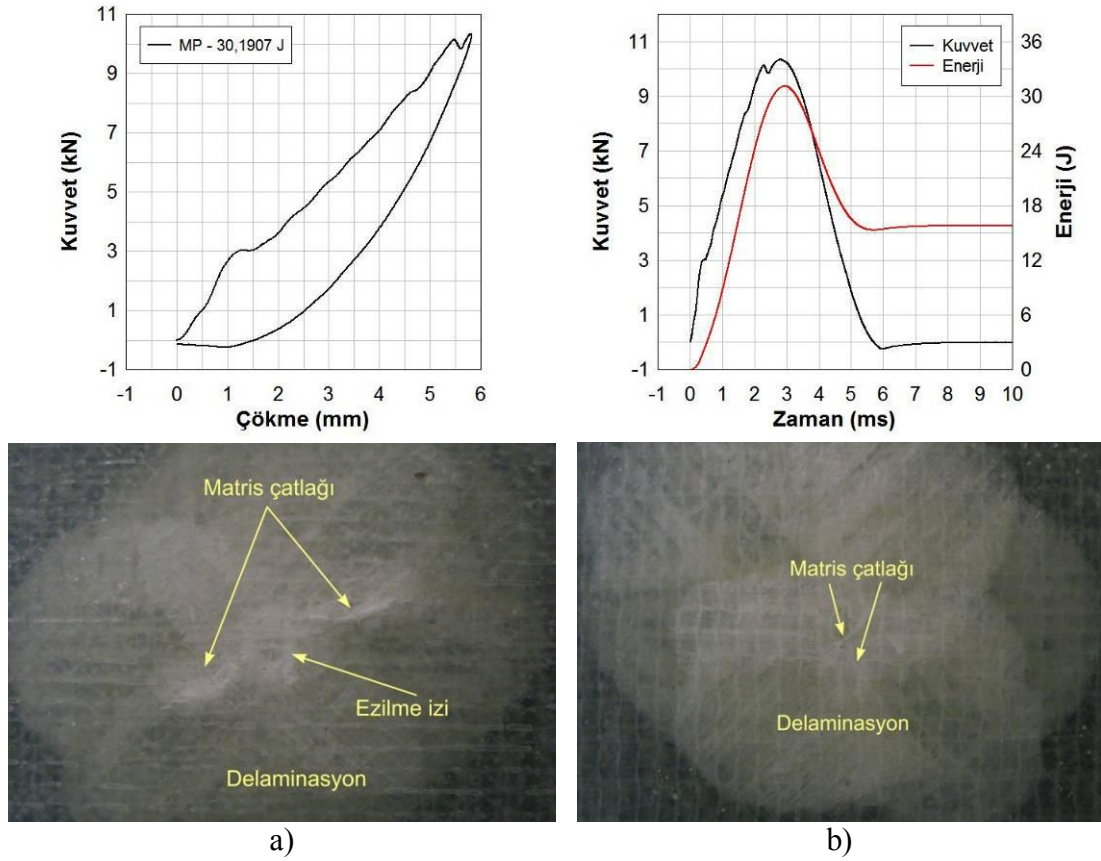 MP - 30,1907 J
Kuvvet (kN)
11
9
7
5
3
1
-1
-1 0 1 2 3 4 5 6
Çökme (mm)
Kuvvet
Enerji
Kuvvet (kN)
11
9
7
5
3
1
-1
Enerji (J)
36
30
24
18
12
6
0
-1 0 1 2 3 4 5 6 7 8 9 10
Zaman (ms)
Matris çatlağı
Ezilme izi
Delaminasyon
Matris çatlağı
Delaminasyon
a)
b)